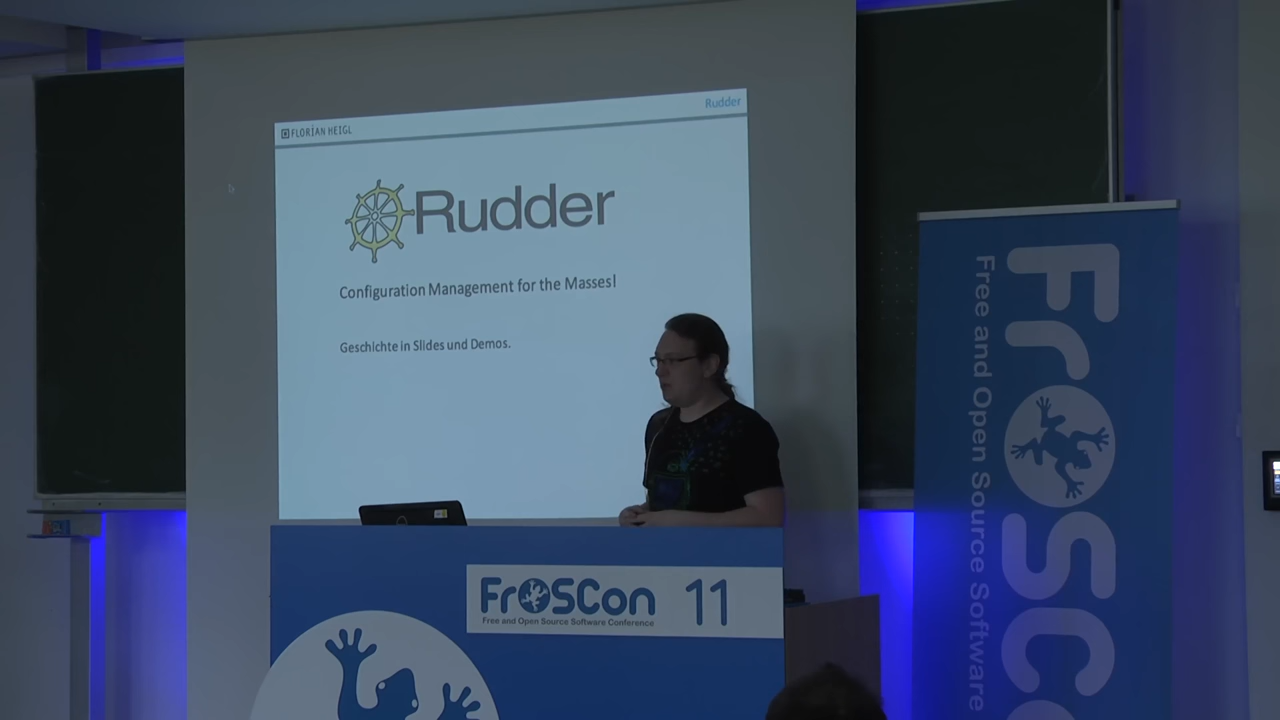 FLORIAN HEIGL
Rudder
Rudder
Configuration Management for the Masses!
Geschichte in Slides und Demos.
FrOSCon 11
Free and Open Source Software Conference
FrOSCo
Free and Open Source Software